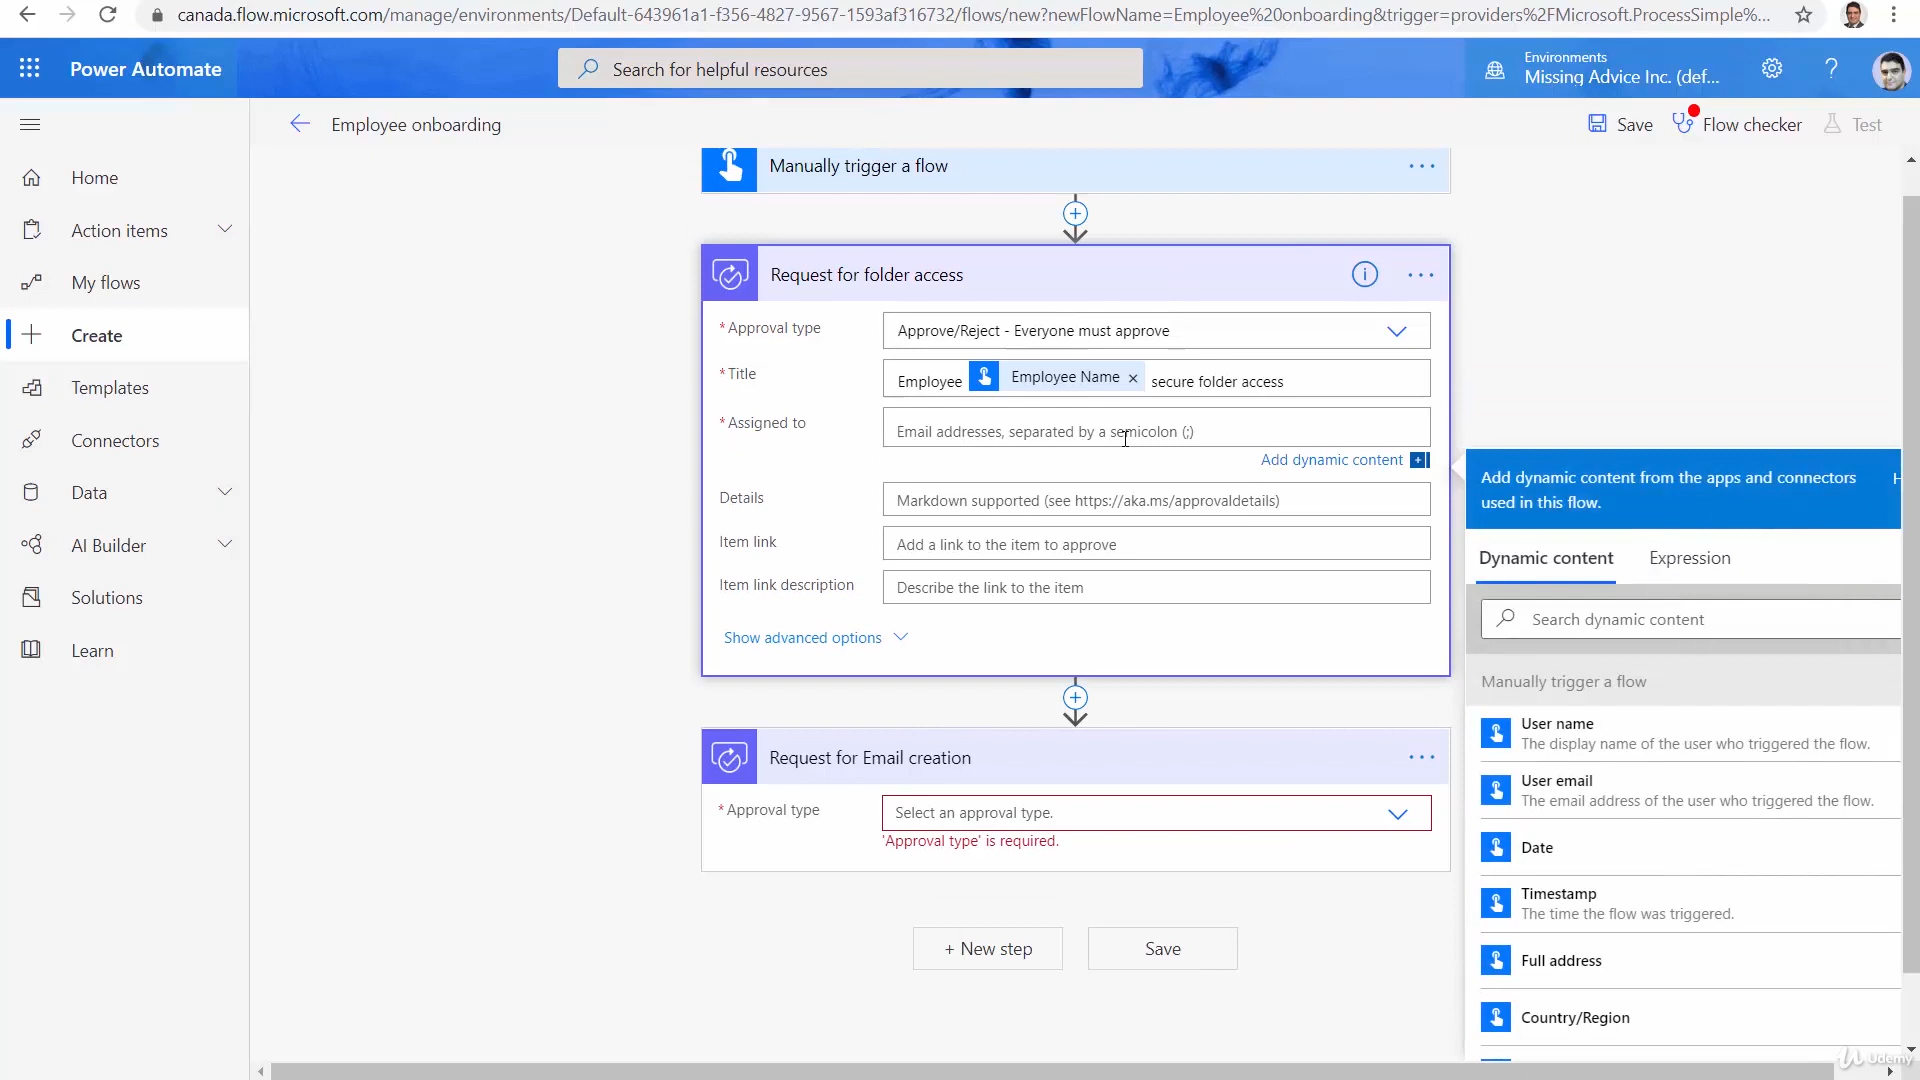 canada.flow.microsoft.com/manage/environments/Default-643961a1-f356-4827-9567-1593af316732/flows/new?newFlowName=Employee%20onboarding&trigger=providers%2FMicrosoft.ProcessSimple%...
Power Automate
Search for helpful resources
Environments
Missing Advice Inc. (def...
Employee onboarding
Save
Flow checker
Test
Home
Action items
My flows
Create
Templates
Connectors
Data
AI Builder
Solutions
Learn
Manually trigger a flow
Request for folder access
* Approval type
Approve/Reject - Everyone must approve
* Title
Employee Employee Name × secure folder access
* Assigned to
Email addresses, separated by a semicolon (;)
Add dynamic content
Details
Markdown supported (see https://aka.ms/approvaldetails)
Item link
Add a link to the item to approve
Item link description
Describe the link to the item
Show advanced options
Request for Email creation
* Approval type
Select an approval type.
'Approval type' is required.
+ New step
Save
Add dynamic content from the apps and connectors
used in this flow.
Dynamic content
Expression
Search dynamic content
Manually trigger a flow
User name
The display name of the user who triggered the flow.
User email
The email address of the user who triggered the flow.
Date
Timestamp
The time the flow was triggered.
Full address
Country/Region
Udemy